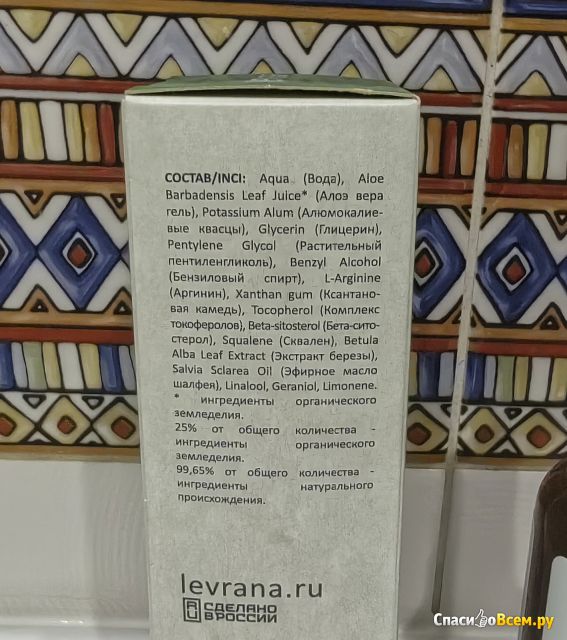 СОСТАВ/INCI: Aqua (Вода), Aloe
Barbadensis Leaf Juice* (Алоэ вера
гель), Potassium Alum (Алюмокалие-
вые квасцы), Glycerin (Глицерин),
Pentylene Glycol (Растительный
пентиленгликоль), Benzyl Alcohol
(Бензиловый спирт), L-Arginine
(Аргинин), Xanthan gum (Ксантано-
вая камедь), Tocopherol (Комплекс
токоферолов), Beta-sitosterol (Бета-сито-
стерол), Squalene (Сквален), Betula
Alba Leaf Extract (Экстракт березы),
Salvia Sclarea Oil (Эфирное масло
шалфея), Linalool, Geraniol, Limonene.
* ингредиенты органического
земледелия.
25% от общего количества -
ингредиенты органического
земледелия.
99,65% от общего количества -
ингредиенты натурального
происхождения.
levrana.ru
RU СДЕЛАНО
В РОССИИ
СпасибоВсем.ру